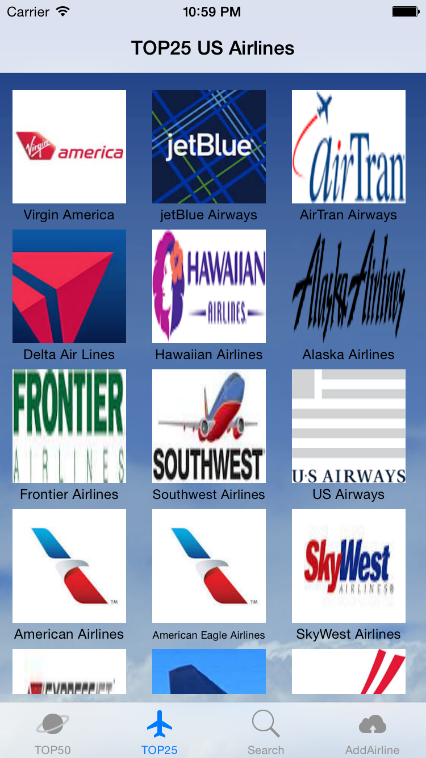 Carrier 10:59 PM
TOP25 US Airlines
Virgin america
jetBlue
AirTran
Virgin America
jetBlue Airways
AirTran Airways
HAWAIIAN
AIRLINES
Alaska Airlines
Delta Air Lines
Hawaiian Airlines
Alaska Airlines
FRONTIER
AIRLINES
SOUTHWEST
U·S AIRWAYS
Frontier Airlines
Southwest Airlines
US Airways
TM
TM
SkyWest
AIRLINES®
American Airlines
American Eagle Airlines
SkyWest Airlines
TOP50
TOP25
Search
AddAirline